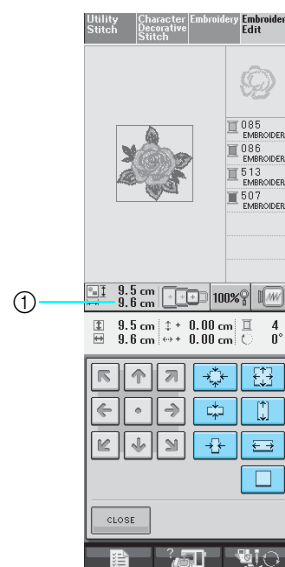 Utility Stitch
Character Decorative Stitch
Embroidery
Embroider Edit
085
EMBROIDER
086
EMBROIDER
513
EMBROIDER
507
EMBROIDER
①
9.5 cm
9.6 cm
100%
9.5 cm
0.00 cm
4
9.6 cm
0.00 cm
0°
CLOSE